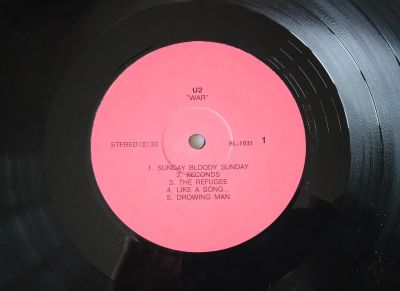 U2
"WAR"
STEREO 33
BL-1031 1
1. SUNDAY BLOODY SUNDAY
2. SECONDS
3. THE REFUGEE
4. LIKE A SONG...
5. DROWING MAN